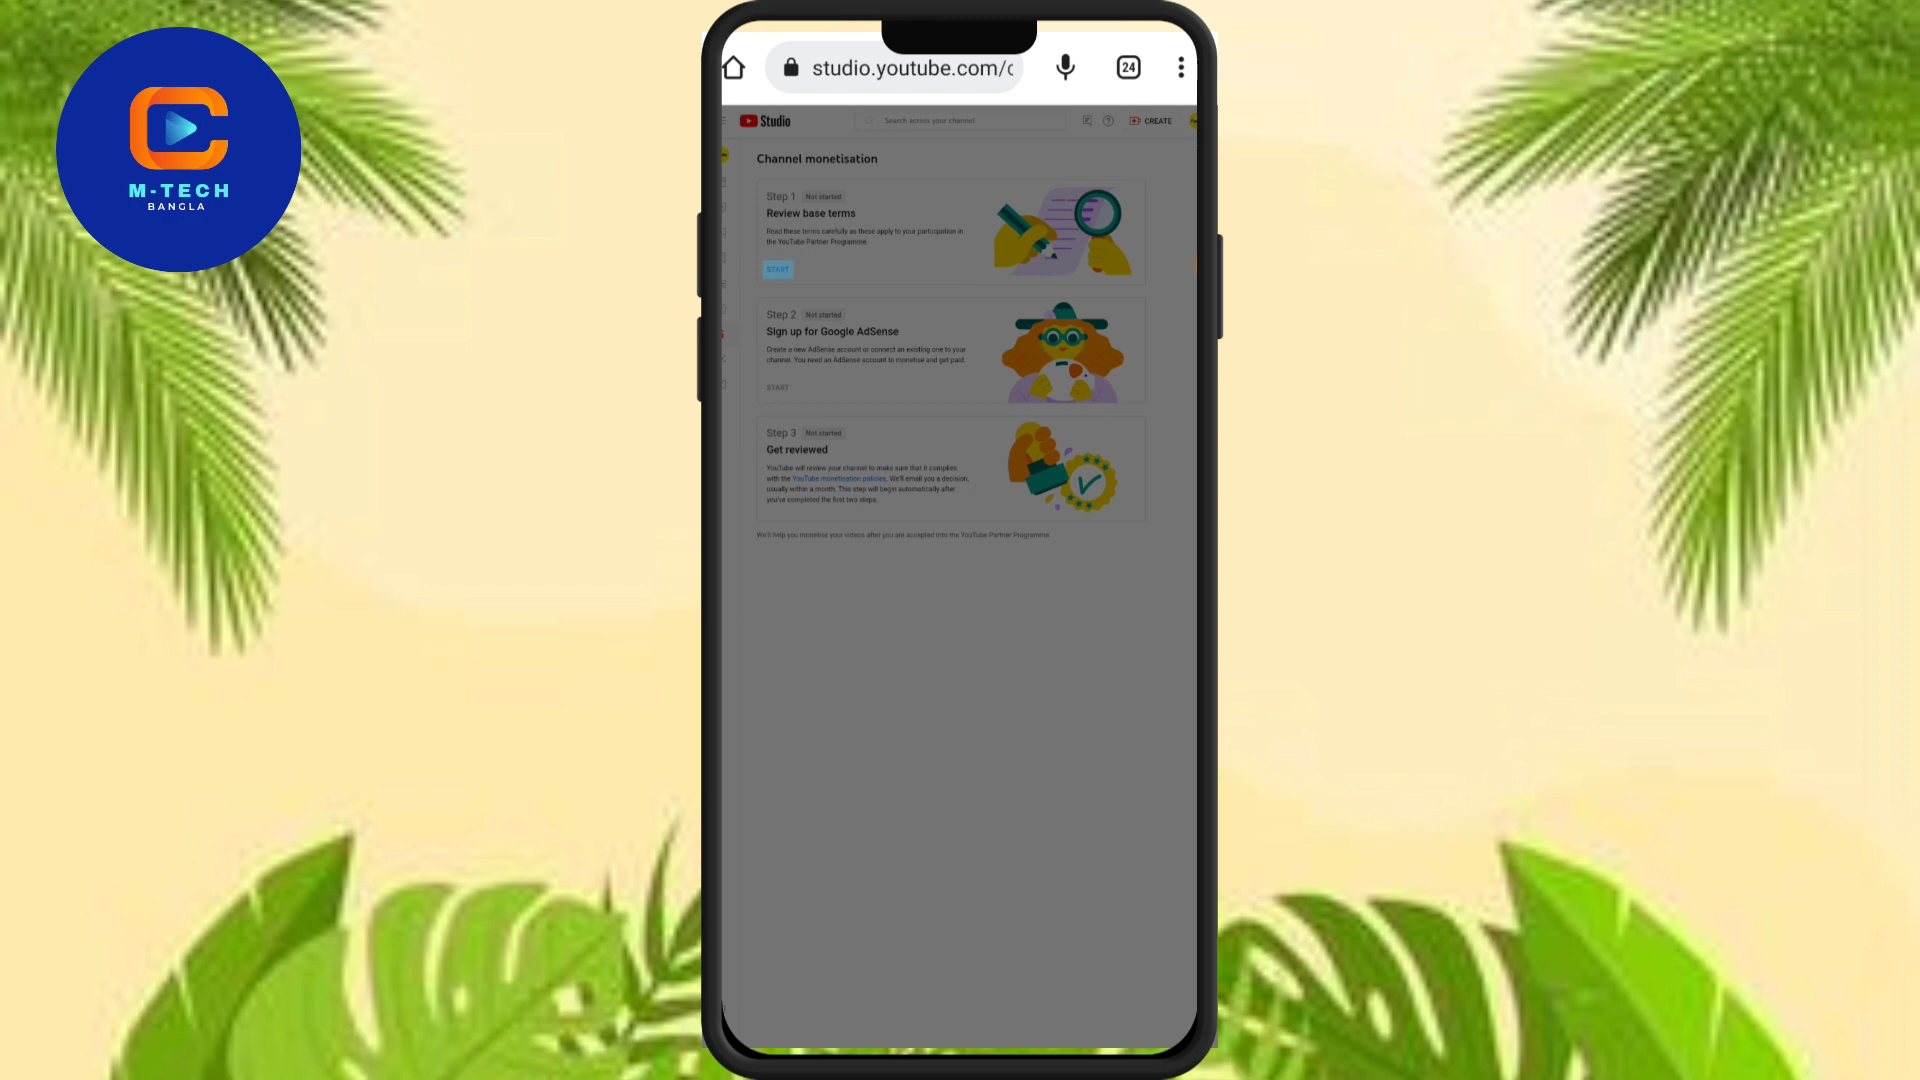 M-TECH
BANGLA
studio.youtube.com/c
24
Studio
Search across your channel
CREATE
Channel monetisation
Step 1 Not started
Review base terms
Read these terms carefully as these apply to your participation in
the YouTube Partner Programme.
START
Step 2 Not started
Sign up for Google AdSense
Create a new AdSense account or connect an existing one to your
channel. You need an AdSense account to monetise and get paid.
START
Step 3 Not started
Get reviewed
YouTube will review your channel to make sure that it complies
with the YouTube monetisation policies. We'll email you a decision,
usually within a month. This step will begin automatically after
you've completed the first two steps.
We'll help you monetise your videos after you are accepted into the YouTube Partner Programme.